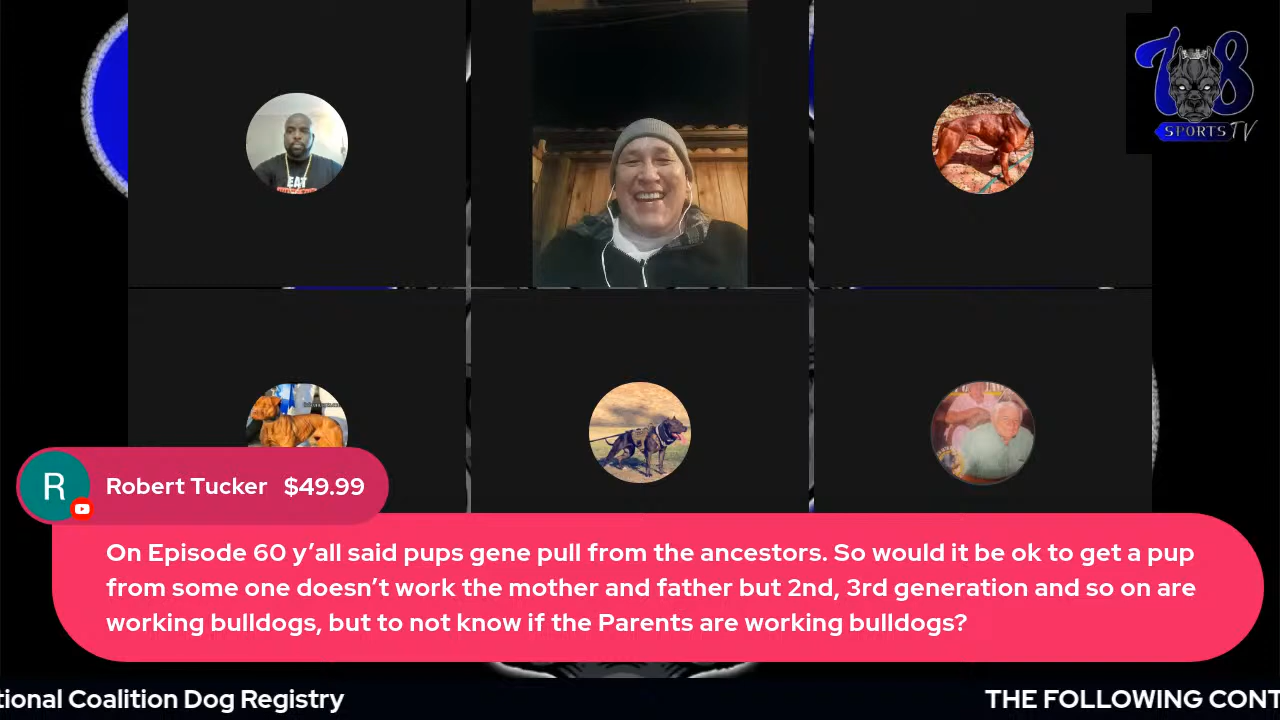 78
SPORTS TV
EAT
Robert Tucker $49.99
R
On Episode 60 y’all said pups gene pull from the ancestors. So would it be ok to get a pup
from some one doesn’t work the mother and father but 2nd, 3rd generation and so on are
working bulldogs, but to not know if the Parents are working bulldogs?
tional Coalition Dog Registry
THE FOLLOWING CONT